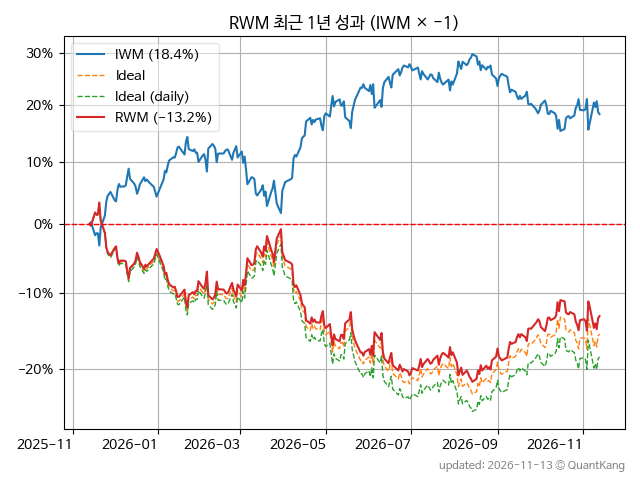 RWM 최근 1년 성과 (IWM × −1)
IWM (18.4%)
Ideal
Ideal (daily)
RWM (−13.2%)
30%
20%
10%
0%
−10%
−20%
2025-11
2026-01
2026-03
2026-05
2026-07
2026-09
2026-11
updated: 2026-11-13 © QuantKang